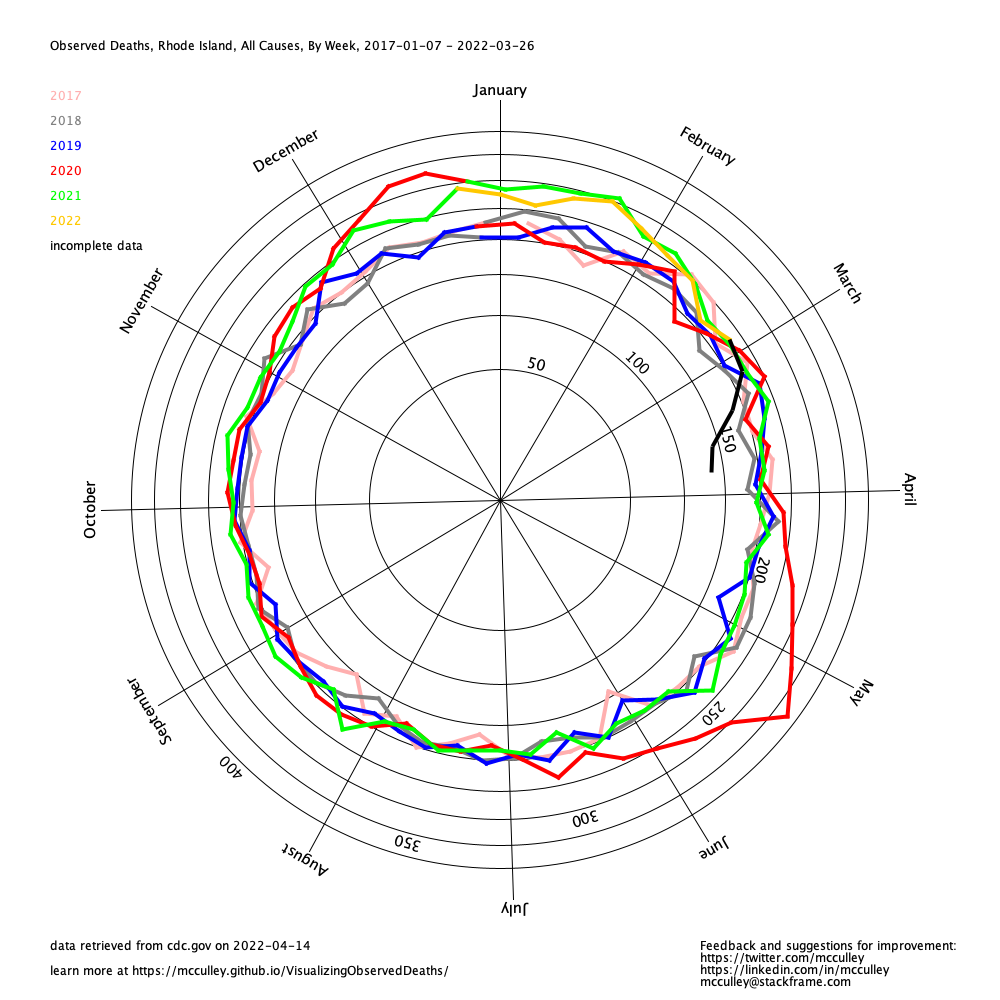 Observed Deaths, Rhode Island, All Causes, By Week, 2017-01-07 - 2022-03-26
2017
2018
2019
2020
2021
2022
incomplete data
January
February
March
April
May
June
July
August
September
October
November
December
50
100
150
200
250
300
350
400
data retrieved from cdc.gov on 2022-04-14
learn more at https://mcculley.github.io/VisualizingObservedDeaths/
Feedback and suggestions for improvement:
https://twitter.com/mcculley
https://linkedin.com/in/mcculley
mcculley@stackframe.com